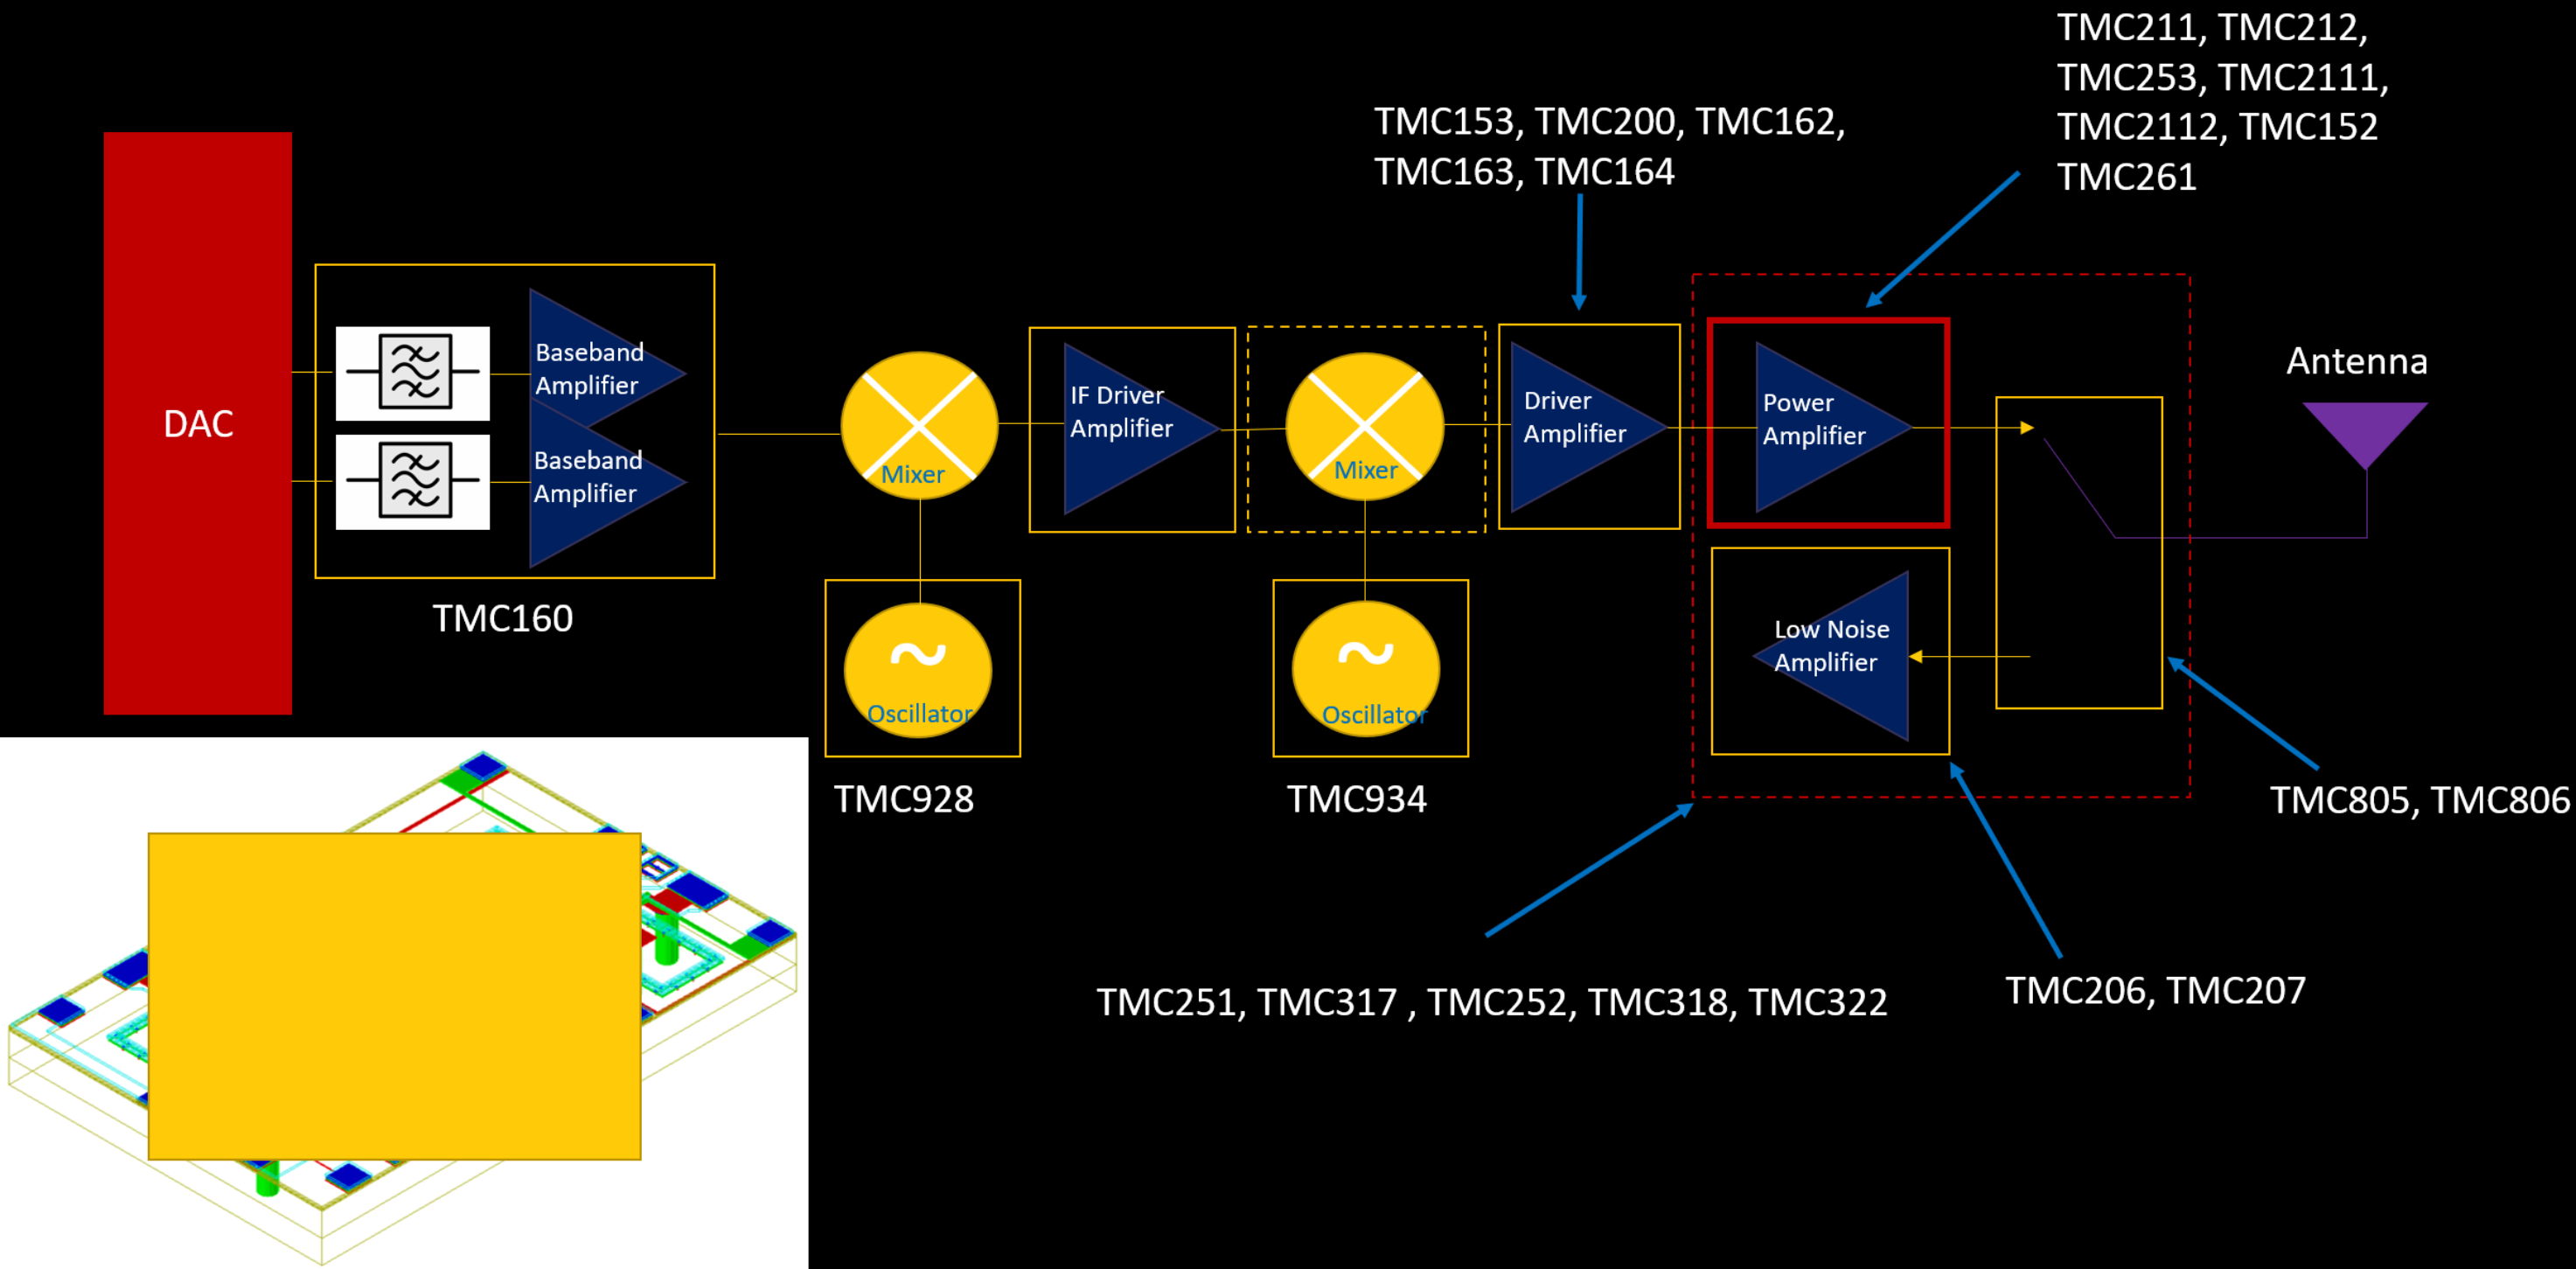 TMC211, TMC212,
TMC253, TMC2111,
TMC2112, TMC152
TMC261
TMC153, TMC200, TMC162,
TMC163, TMC164
DAC
Baseband
Amplifier
Baseband
Amplifier
TMC160
Mixer
Oscillator
TMC928
IF Driver
Amplifier
Mixer
Oscillator
TMC934
Driver
Amplifier
Power
Amplifier
Low Noise
Amplifier
Antenna
TMC805, TMC806
TMC251, TMC317 , TMC252, TMC318, TMC322
TMC206, TMC207